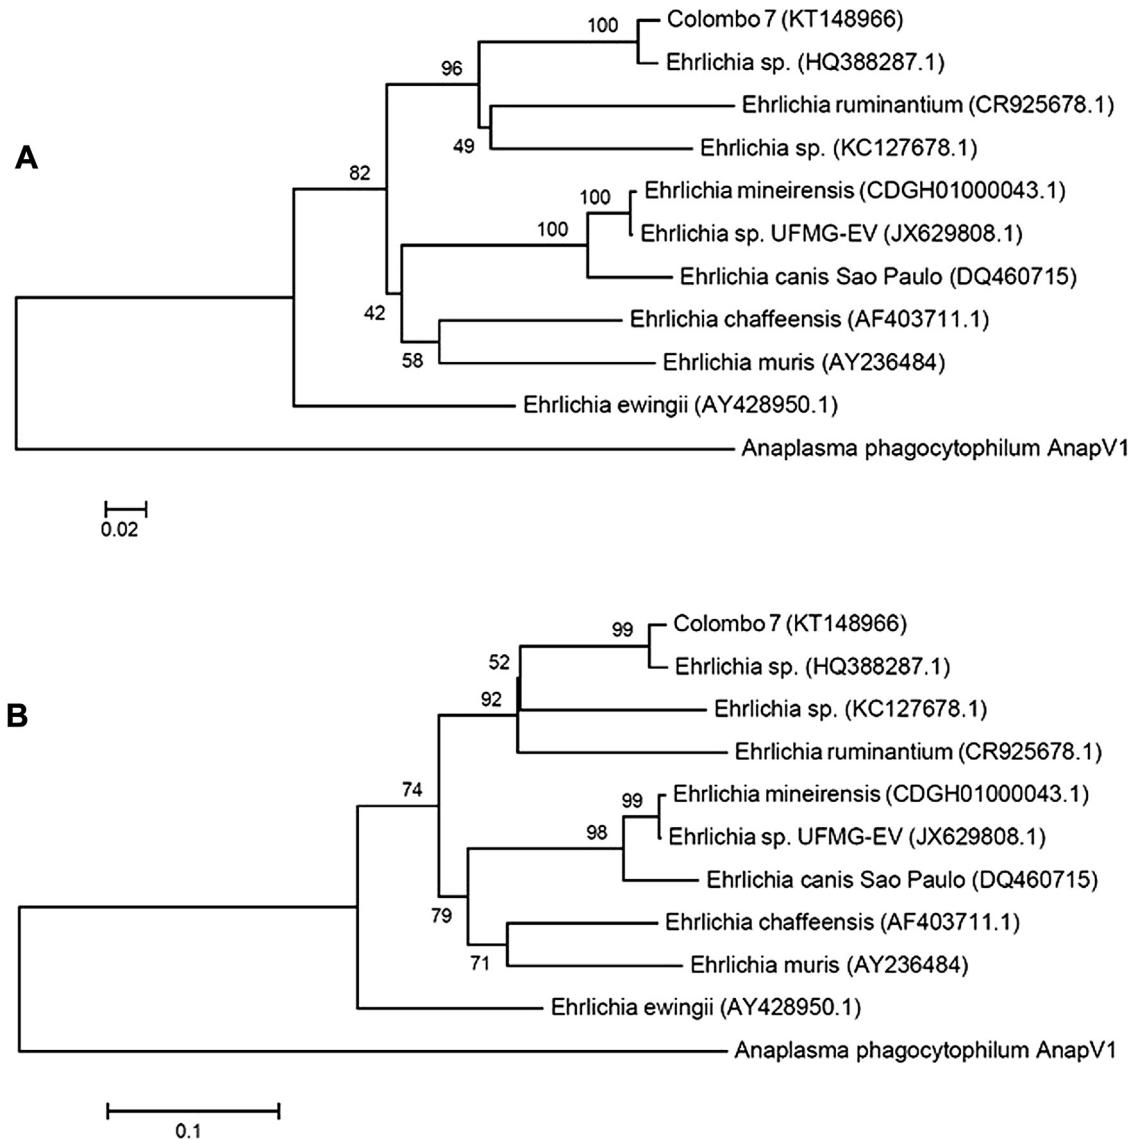 100
Colombo 7 (KT148966)
Ehrlichia sp. (HQ388287.1)
96
Ehrlichia ruminantium (CR925678.1)
49
Ehrlichia sp. (KC127678.1)
A
82
100
Ehrlichia mineirensis (CDGH01000043.1)
100
Ehrlichia sp. UFMG-EV (JX629808.1)
Ehrlichia canis Sao Paulo (DQ460715)
42
Ehrlichia chaffeensis (AF403711.1)
58
Ehrlichia muris (AY236484)
Ehrlichia ewingii (AY428950.1)
Anaplasma phagocytophilum AnapV1
0.02
99
Colombo 7 (KT148966)
52
Ehrlichia sp. (HQ388287.1)
92
Ehrlichia sp. (KC127678.1)
B
Ehrlichia ruminantium (CR925678.1)
74
99
Ehrlichia mineirensis (CDGH01000043.1)
98
Ehrlichia sp. UFMG-EV (JX629808.1)
Ehrlichia canis Sao Paulo (DQ460715)
79
Ehrlichia chaffeensis (AF403711.1)
71
Ehrlichia muris (AY236484)
Ehrlichia ewingii (AY428950.1)
Anaplasma phagocytophilum AnapV1
0.1